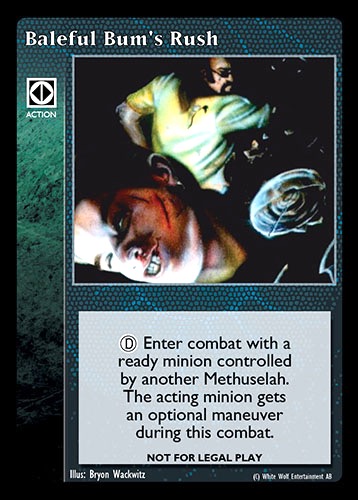 Baleful Bum's Rush
ACTION
Ⓓ Enter combat with a
ready minion controlled
by another Methuselah.
The acting minion gets
an optional maneuver
during this combat.
NOT FOR LEGAL PLAY
Illus: Bryon Wackwitz
(C) White Wolf Entertainment AB